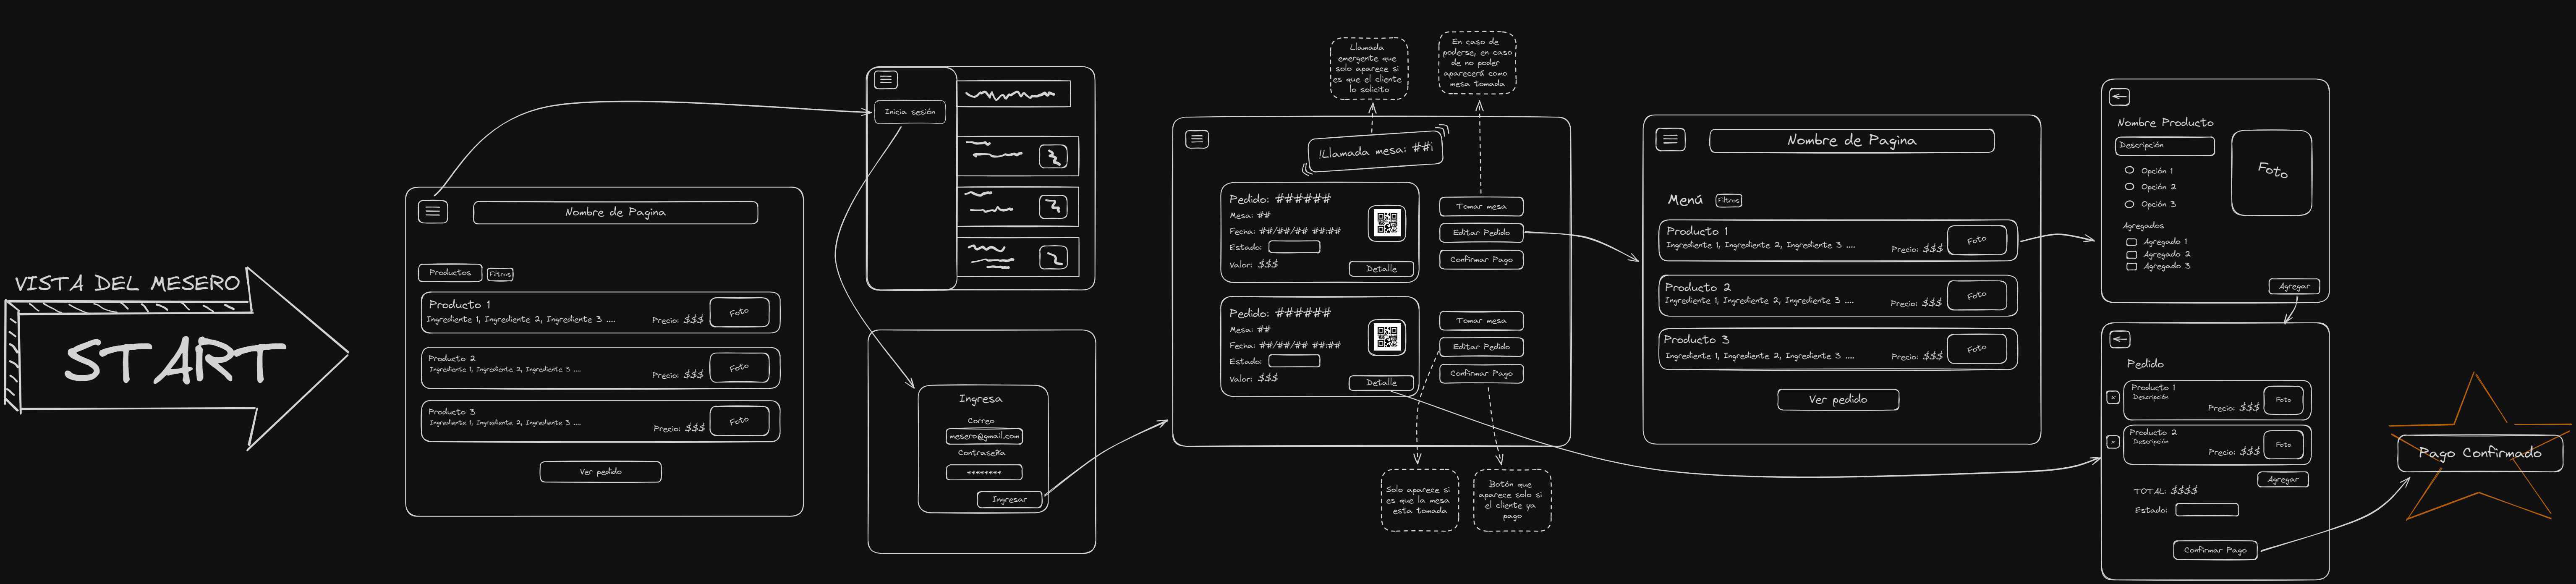 VISTA DEL MESERO
START
Nombre de Pagina
Productos
Filtros
Producto 1
Ingrediente 1, Ingrediente 2, Ingrediente 3 ....
Precio: $$$
Foto
Producto 2
Ingrediente 1, Ingrediente 2, Ingrediente 3 ....
Precio: $$$
Foto
Producto 3
Ingrediente 1, Ingrediente 2, Ingrediente 3 ....
Precio: $$$
Foto
Ver pedido
Inicia sesión
Ingresa
Correo
mesero@gmail.com
Contraseña
********
Ingresar
Llamada
emergente que
solo aparece si
es que el cliente
lo solicito
En caso de
poderse, en caso
de no poder
aparecerá como
mesa tomada
!Llamada mesa: ##¡
Pedido: ######
Mesa: ##
Fecha: ##/##/## ##:##
Estado:
Valor: $$$
Detalle
Tomar mesa
Editar Pedido
Confirmar Pago
Pedido: ######
Mesa: ##
Fecha: ##/##/## ##:##
Estado:
Valor: $$$
Detalle
Tomar mesa
Editar Pedido
Confirmar Pago
Solo aparece si
es que la mesa
esta tomada
Botón que
aparece solo si
el cliente ya
pago
Nombre de Pagina
Menú
Filtros
Producto 1
Ingrediente 1, Ingrediente 2, Ingrediente 3 ....
Precio: $$$
Foto
Producto 2
Ingrediente 1, Ingrediente 2, Ingrediente 3 ....
Precio: $$$
Foto
Producto 3
Ingrediente 1, Ingrediente 2, Ingrediente 3 ....
Precio: $$$
Foto
Ver pedido
Nombre Producto
Descripción
Opción 1
Opción 2
Opción 3
Foto
Agregados
Agregado 1
Agregado 2
Agregado 3
Agregar
Pedido
x
Producto 1
Descripción
Precio: $$$
Foto
x
Producto 2
Descripción
Precio: $$$
Foto
Agregar
TOTAL: $$$$
Estado:
Confirmar Pago
Pago Confirmado